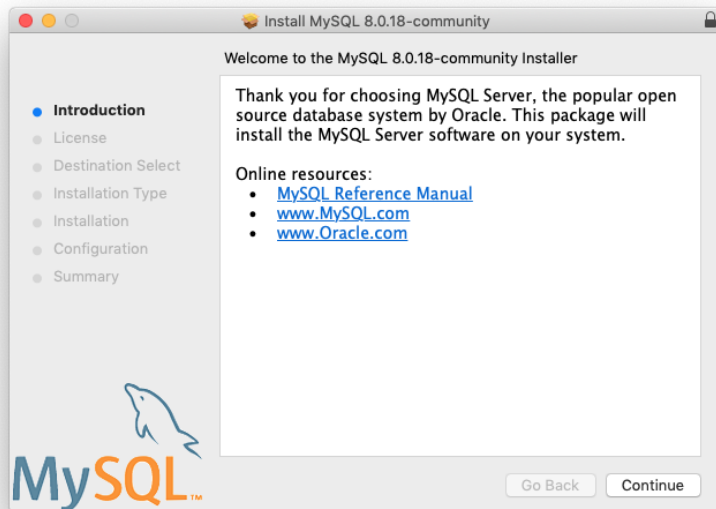 Install MySQL 8.0.18-community
Welcome to the MySQL 8.0.18-community Installer
Introduction
License
Destination Select
Installation Type
Installation
Configuration
Summary
Thank you for choosing MySQL Server, the popular open
source database system by Oracle. This package will
install the MySQL Server software on your system.
Online resources:
• MySQL Reference Manual
• www.MySQL.com
• www.Oracle.com
MySQL™
Go Back
Continue